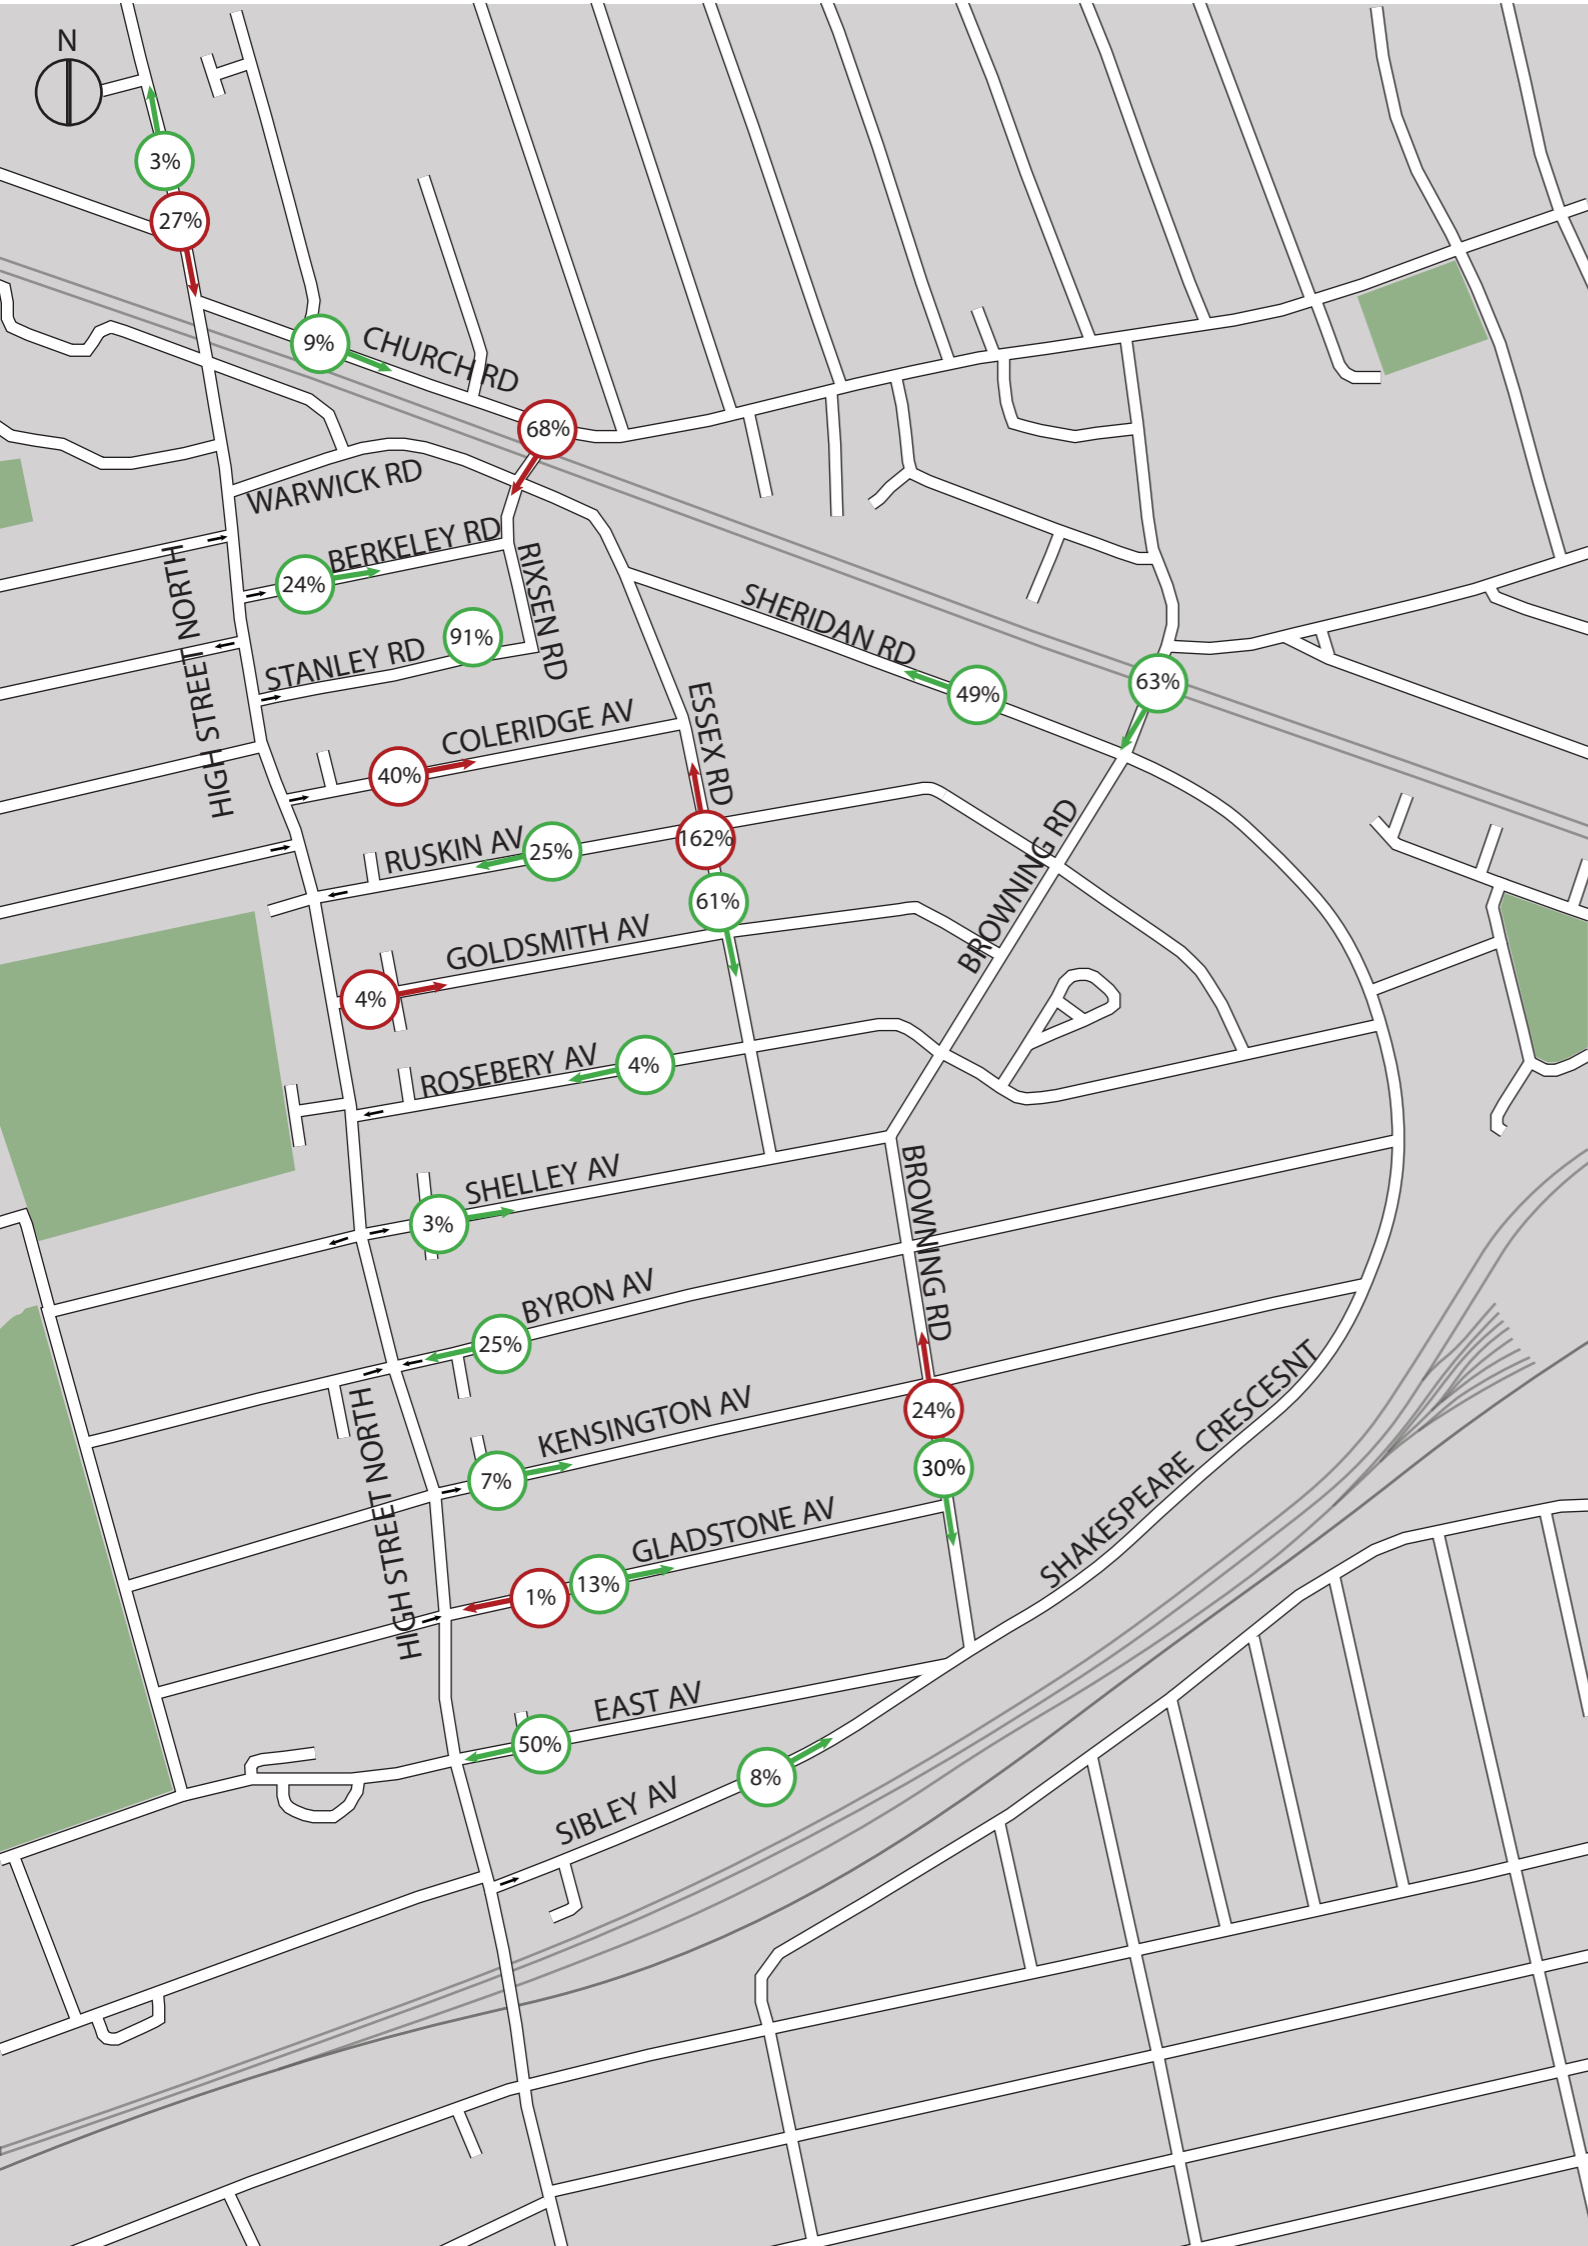 N
3%
27%
9%
CHURCH RD
68%
WARWICK RD
BERKELEY RD
24%
RIXSEN RD
HIGH STREET NORTH
91%
STANLEY RD
SHERIDAN RD
49%
63%
COLERIDGE AV
40%
ESSEX RD
RUSKIN AV
25%
162%
61%
BROWNING RD
GOLDSMITH AV
4%
ROSEBERY AV
4%
SHELLEY AV
3%
BROWNING RD
BYRON AV
25%
KENSINGTON AV
7%
24%
30%
HIGH STREET NORTH
SHAKESPEARE CRESCESNT
GLADSTONE AV
1%
13%
EAST AV
50%
SIBLEY AV
8%